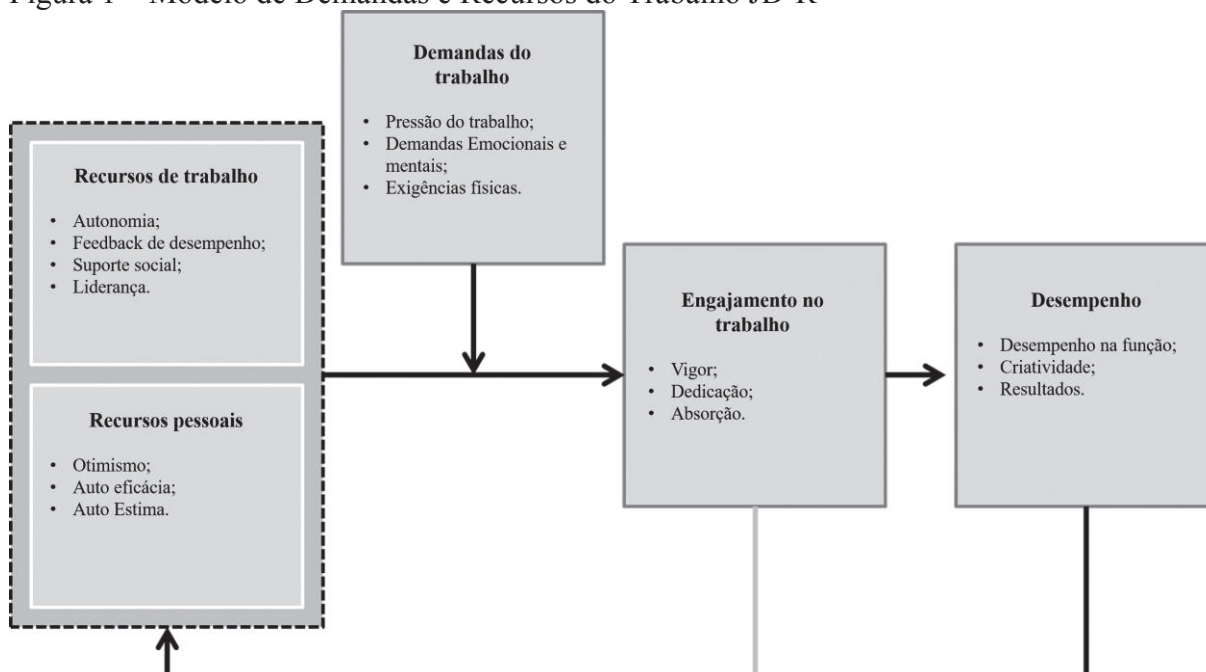 Figura 1 – Modelo de Demandas e Recursos do Trabalho JD-R
Demandas do
trabalho
• Pressão do trabalho;
• Demandas Emocionais e
mentais;
• Exigências físicas.
Recursos de trabalho
• Autonomia;
• Feedback de desempenho;
• Suporte social;
• Liderança.
Recursos pessoais
• Otimismo;
• Auto eficácia;
• Auto Estima.
Engajamento no
trabalho
• Vigor;
• Dedicação;
• Absorção.
Desempenho
• Desempenho na função;
• Criatividade;
• Resultados.